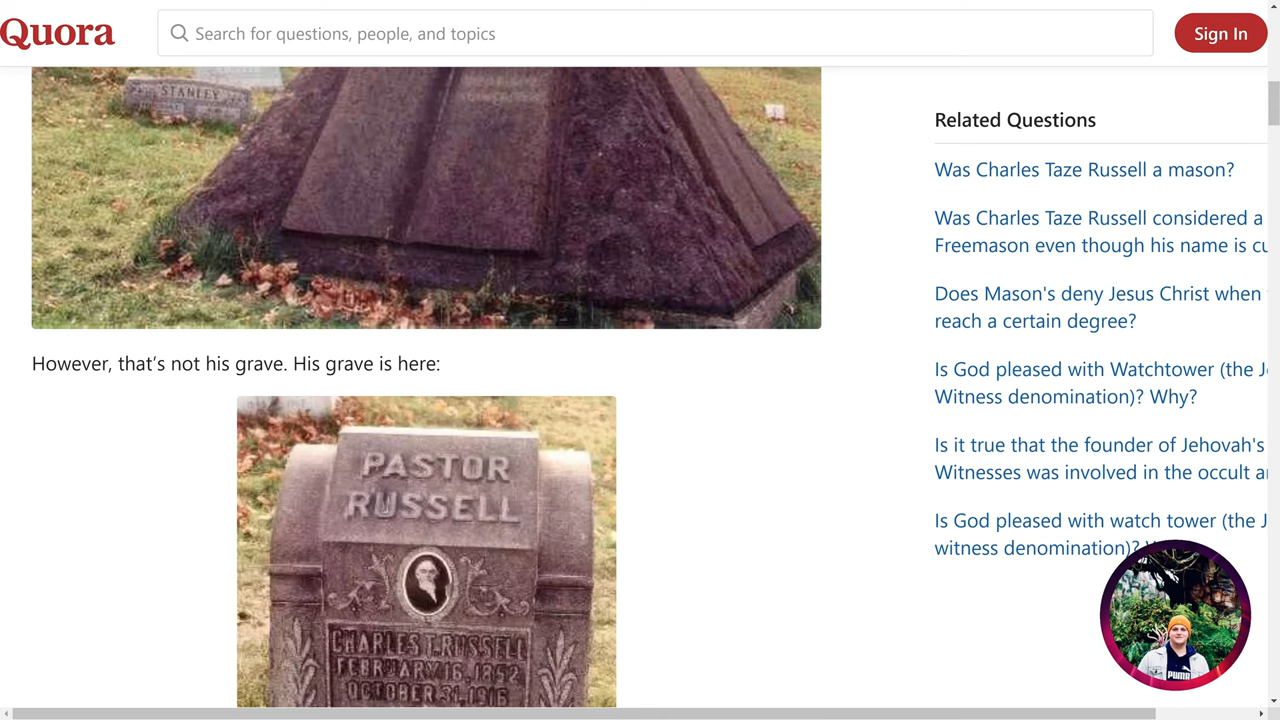 Quora
Search for questions, people, and topics
Sign In
STANLEY
Related Questions
Was Charles Taze Russell a mason?
Was Charles Taze Russell considered a
Freemason even though his name is cu
Does Mason's deny Jesus Christ when
reach a certain degree?
Is God pleased with Watchtower (the J
Witness denomination)? Why?
Is it true that the founder of Jehovah's
Witnesses was involved in the occult a
Is God pleased with watch tower (the J
witness denomination)?
However, that’s not his grave. His grave is here:
PASTOR
RUSSELL
CHARLES T. RUSSELL
FEBRUARY 16, 1852
OCTOBER 31, 1916
PUMA